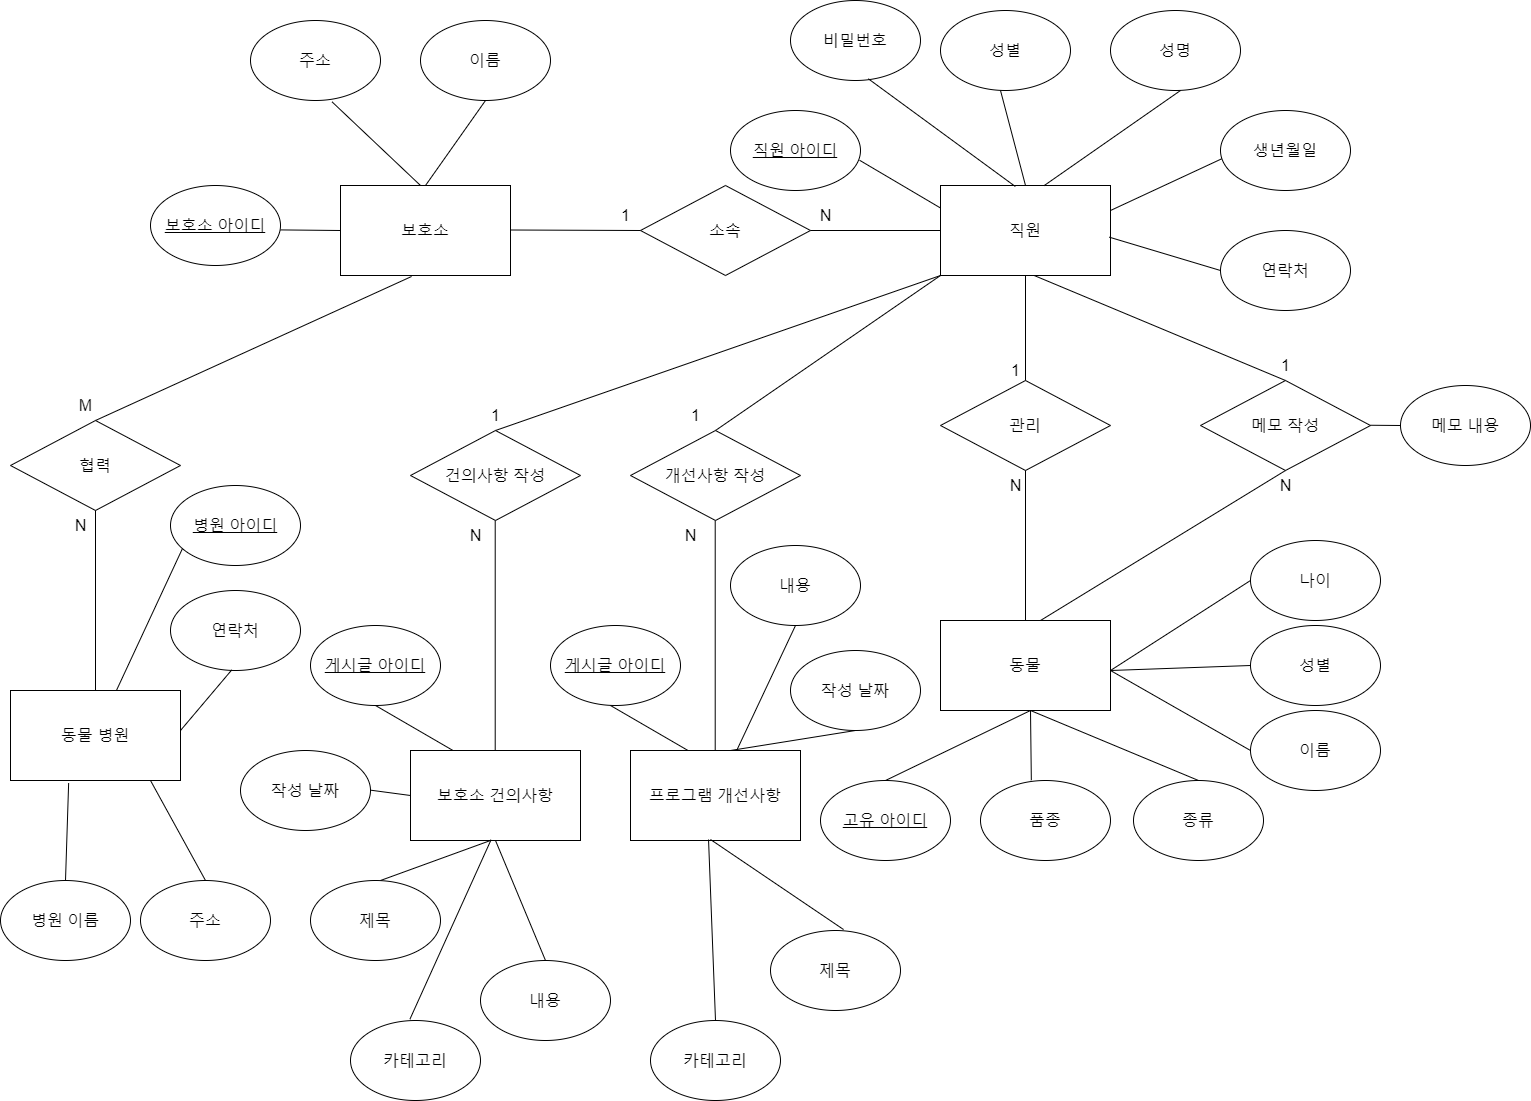 비밀번호
성별
성명
주소
이름
직원 아이디
생년월일
보호소 아이디
보호소
1
소속
N
직원
연락처
M
1
1
1
1
협력
건의사항 작성
개선사항 작성
관리
메모 작성
메모 내용
N
병원 아이디
N
N
N
N
내용
나이
연락처
게시글 아이디
게시글 아이디
작성 날짜
동물
성별
동물 병원
이름
작성 날짜
보호소 건의사항
프로그램 개선사항
고유 아이디
품종
종류
병원 이름
주소
제목
제목
내용
카테고리
카테고리